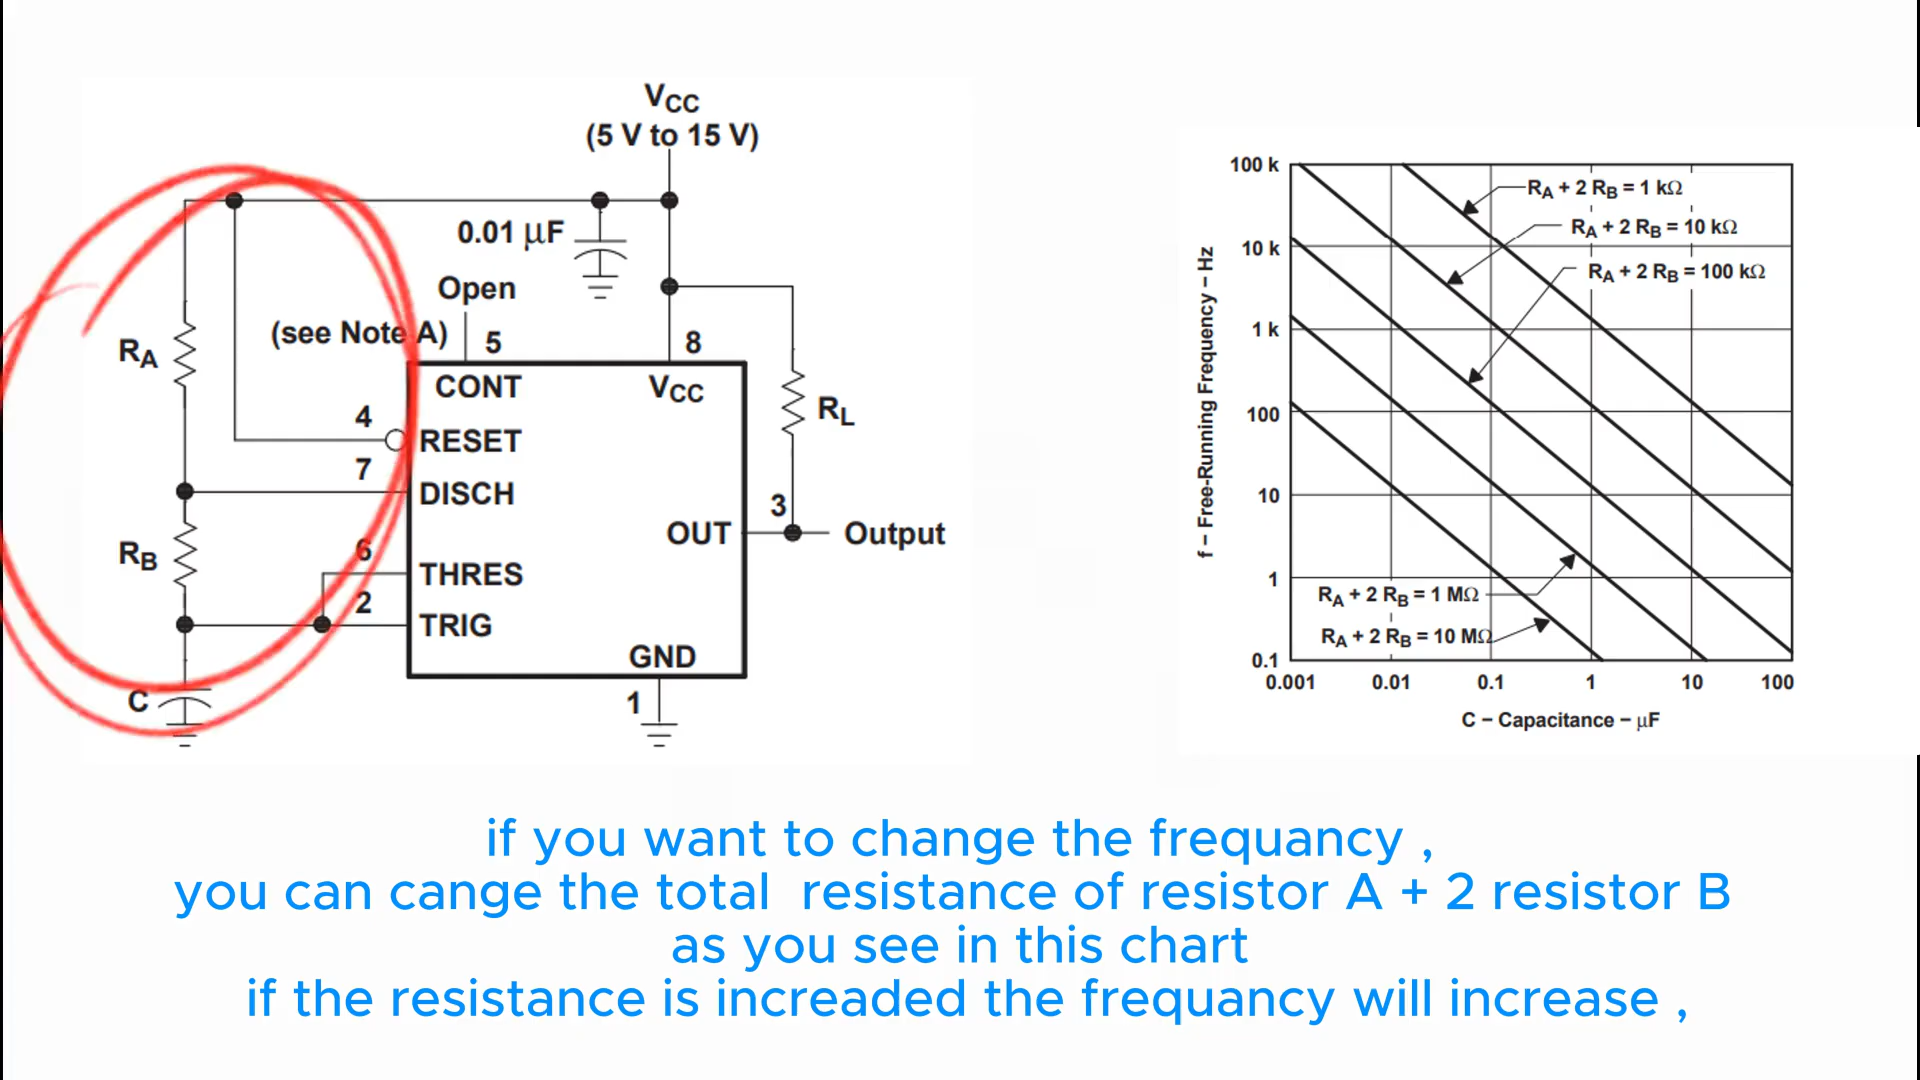 VCC
(5 V to 15 V)
0.01 µF
Open
(see Note A)
5
8
RA
CONT
VCC
RL
4
RESET
7
DISCH
3
OUT
Output
RB
6
THRES
2
TRIG
GND
C
1
100 k
10 k
1 k
100
10
1
0.1
f – Free-Running Frequency – Hz
RA + 2 RB = 1 kΩ
RA + 2 RB = 10 kΩ
RA + 2 RB = 100 kΩ
RA + 2 RB = 1 MΩ
RA + 2 RB = 10 MΩ
0.001 0.01 0.1 1 10 100
C – Capacitance – µF
if you want to change the frequancy ,
you can cange the total resistance of resistor A + 2 resistor B
as you see in this chart
if the resistance is increaded the frequancy will increase ,